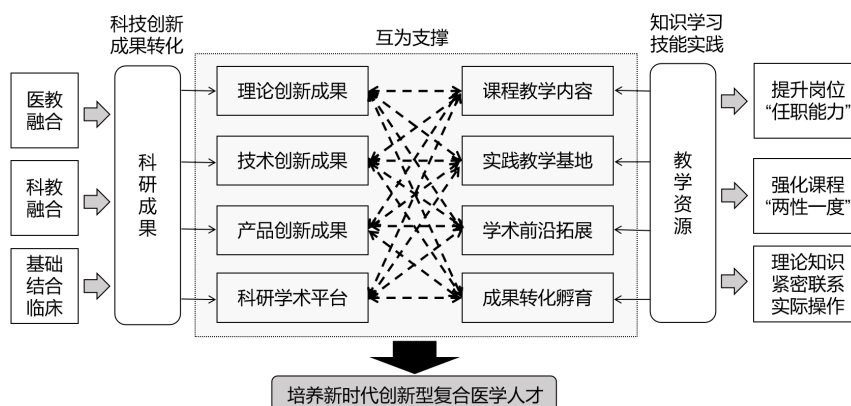 科技创新
成果转化
互为支撑
知识学习
技能实践
医教
融合
科教
融合
基础
结合
临床
科研成果
理论创新成果
技术创新成果
产品创新成果
科研学术平台
课程教学内容
实践教学基地
学术前沿拓展
成果转化孵育
教学资源
提升岗位
“任职能力”
强化课程
“两性一度”
理论知识
紧密联系
实际操作
培养新时代创新型复合医学人才